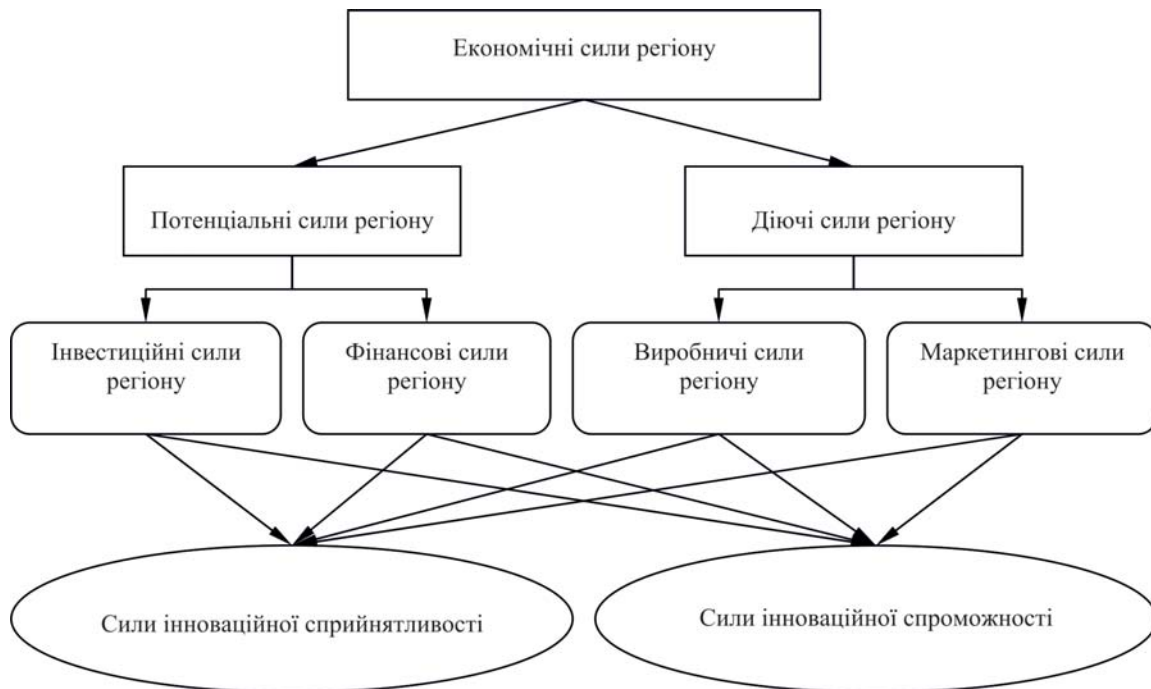 Економічні сили регіону
Потенціальні сили регіону
Діючі сили регіону
Інвестиційні сили
регіону
Фінансові сили
регіону
Виробничі сили
регіону
Маркетингові сили
регіону
Сили інноваційної сприйнятливості
Сили інноваційної спроможності